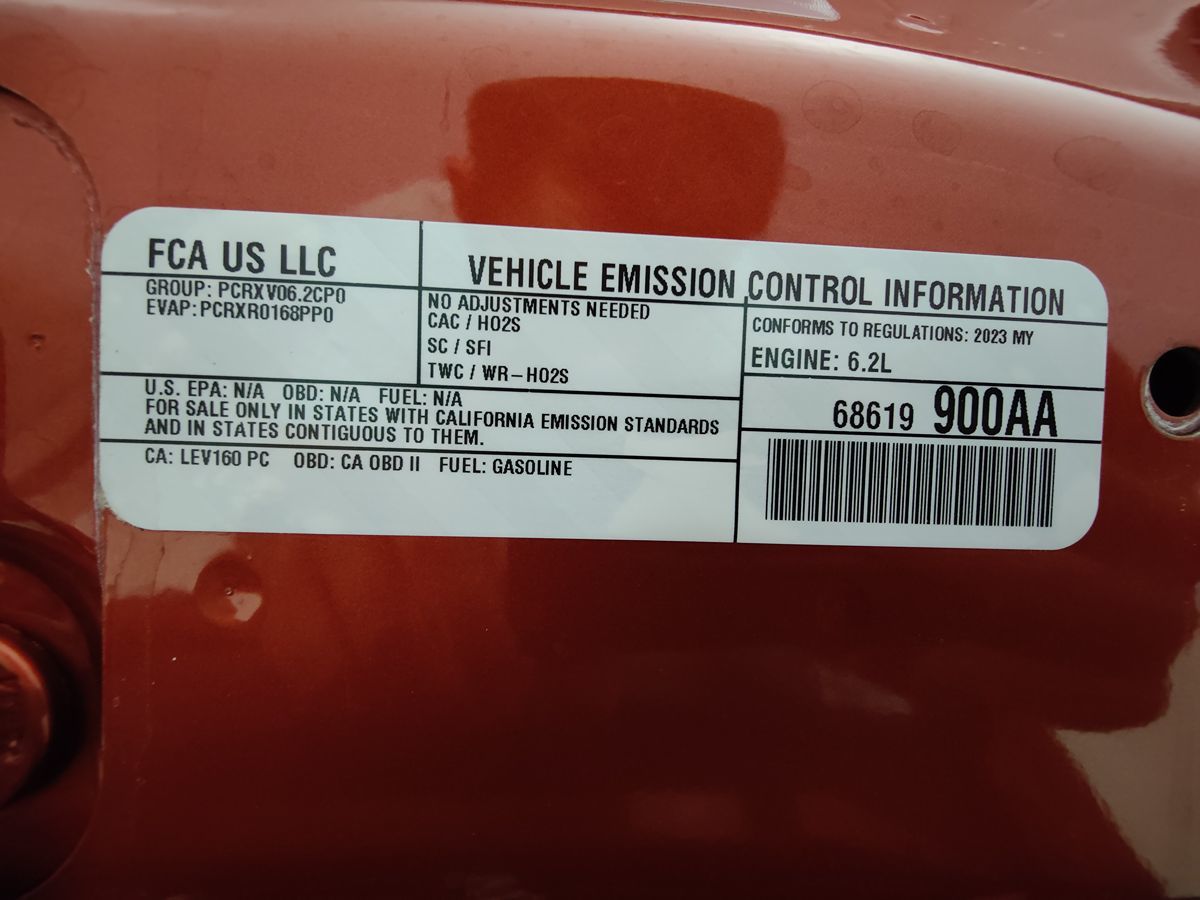 FCA US LLC
GROUP: PCRXV06.2CP0
EVAP: PCRXR0168PP0
VEHICLE EMISSION CONTROL INFORMATION
NO ADJUSTMENTS NEEDED
CAC / HO2S
SC / SFI
TWC / WR-HO2S
CONFORMS TO REGULATIONS: 2023 MY
ENGINE: 6.2L
U.S. EPA: N/A OBD: N/A FUEL: N/A
FOR SALE ONLY IN STATES WITH CALIFORNIA EMISSION STANDARDS
AND IN STATES CONTIGUOUS TO THEM.
68619 900AA
CA: LEV160 PC OBD: CA OBD II FUEL: GASOLINE